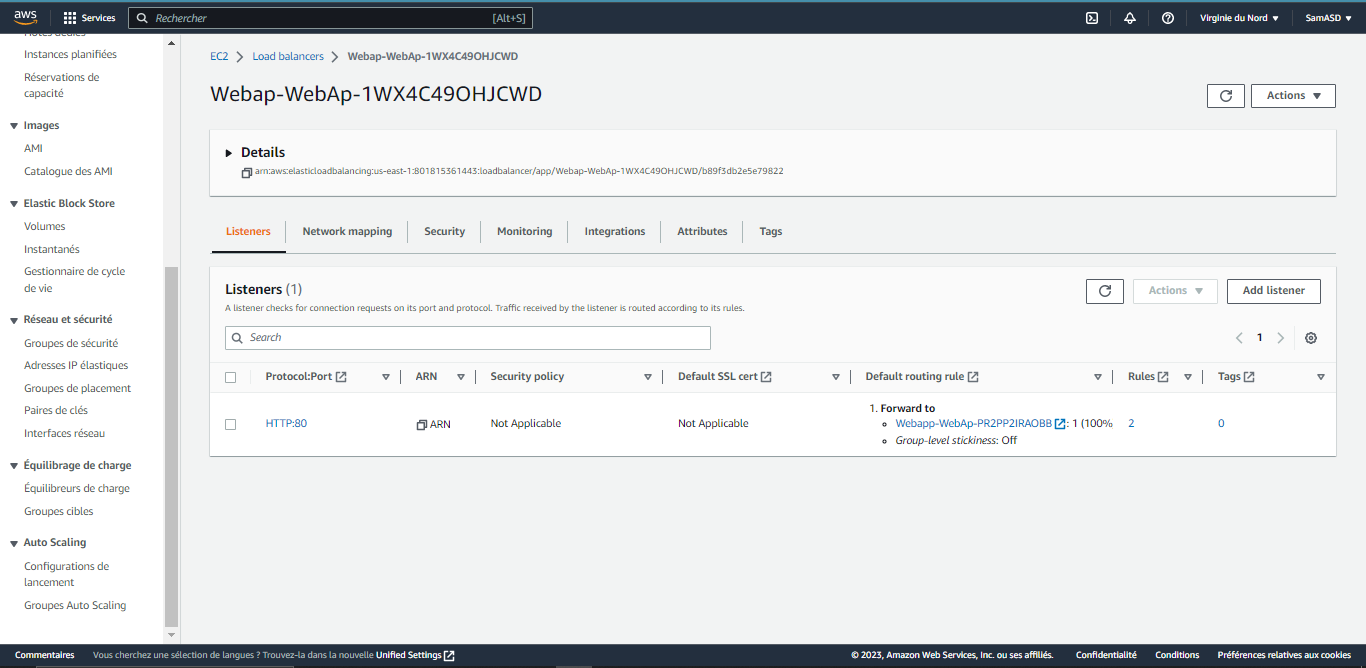 aws
Services
Rechercher
[Alt+S]
Virginie du Nord
SamASD
Hôtes dédiés
Instances planifiées
Réservations de
capacité
Images
AMI
Catalogue des AMI
Elastic Block Store
Volumes
Instantanés
Gestionnaire de cycle
de vie
Réseau et sécurité
Groupes de sécurité
Adresses IP élastiques
Groupes de placement
Paires de clés
Interfaces réseau
Équilibrage de charge
Équilibreurs de charge
Groupes cibles
Auto Scaling
Configurations de
lancement
Groupes Auto Scaling
EC2 > Load balancers > Webap-WebAp-1WX4C49OHJCWD
Webap-WebAp-1WX4C49OHJCWD
Actions
Details
arn:aws:elasticloadbalancing:us-east-1:801815361443:loadbalancer/app/Webap-WebAp-1WX4C49OHJCWD/b89f3db2e5e79822
Listeners
Network mapping
Security
Monitoring
Integrations
Attributes
Tags
Listeners (1)
A listener checks for connection requests on its port and protocol. Traffic received by the listener is routed according to its rules.
Actions
Add listener
Search
1
Protocol:Port
ARN
Security policy
Default SSL cert
Default routing rule
Rules
Tags
HTTP:80
ARN
Not Applicable
Not Applicable
1. Forward to
Webapp-WebAp-PR2PP2IRAOBB : 1 (100%
Group-level stickiness: Off
2
0
Commentaires
Vous cherchez une sélection de langues ? Trouvez-la dans la nouvelle Unified Settings
© 2023, Amazon Web Services, Inc. ou ses affiliés.
Confidentialité
Conditions
Préférences relatives aux cookies